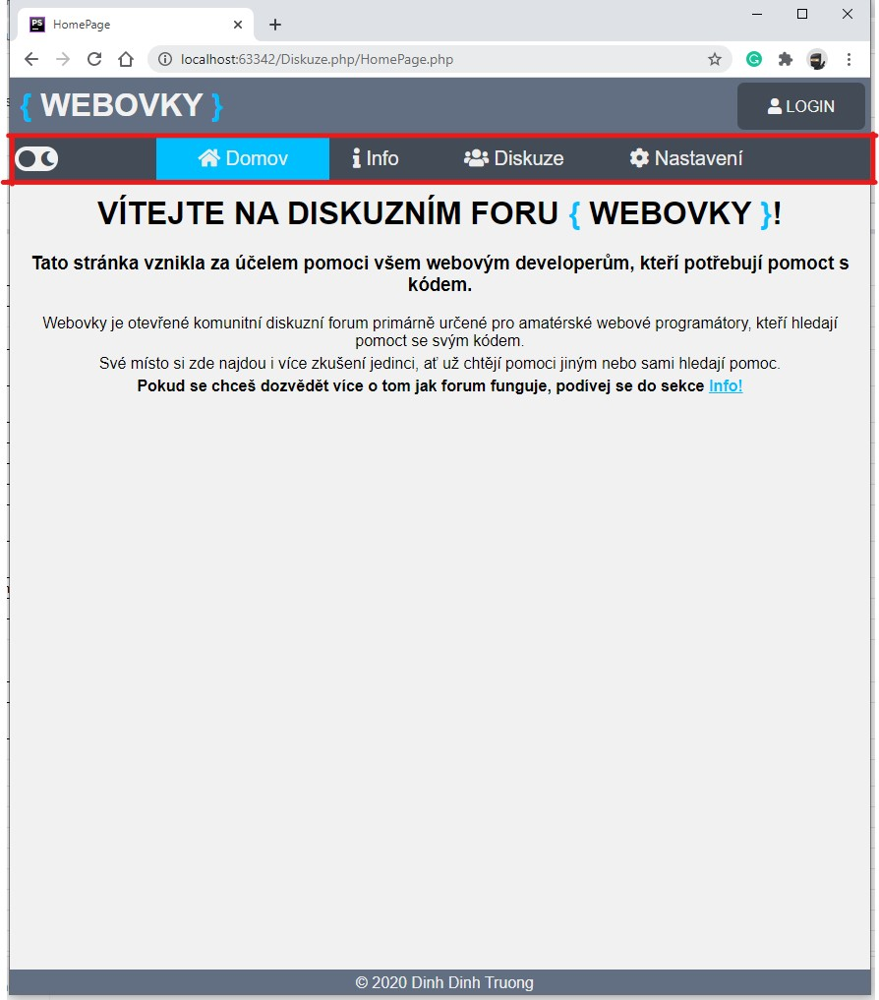 HomePage
localhost:63342/Diskuze.php/HomePage.php
{ WEBOVKY }
LOGIN
Domov Info Diskuze Nastavení
VÍTEJTE NA DISKUZNÍM FORU { WEBOVKY }!
Tato stránka vznikla za účelem pomoci všem webovým developerům, kteří potřebují pomoct s
kódem.
Webovky je otevřené komunitní diskuzní forum primárně určené pro amatérské webové programátory, kteří hledají
pomoct se svým kódem.
Své místo si zde najdou i více zkušení jedinci, ať už chtějí pomoci jiným nebo sami hledají pomoc.
Pokud se chceš dozvědět více o tom jak forum funguje, podívej se do sekce Info!
© 2020 Dinh Dinh Truong